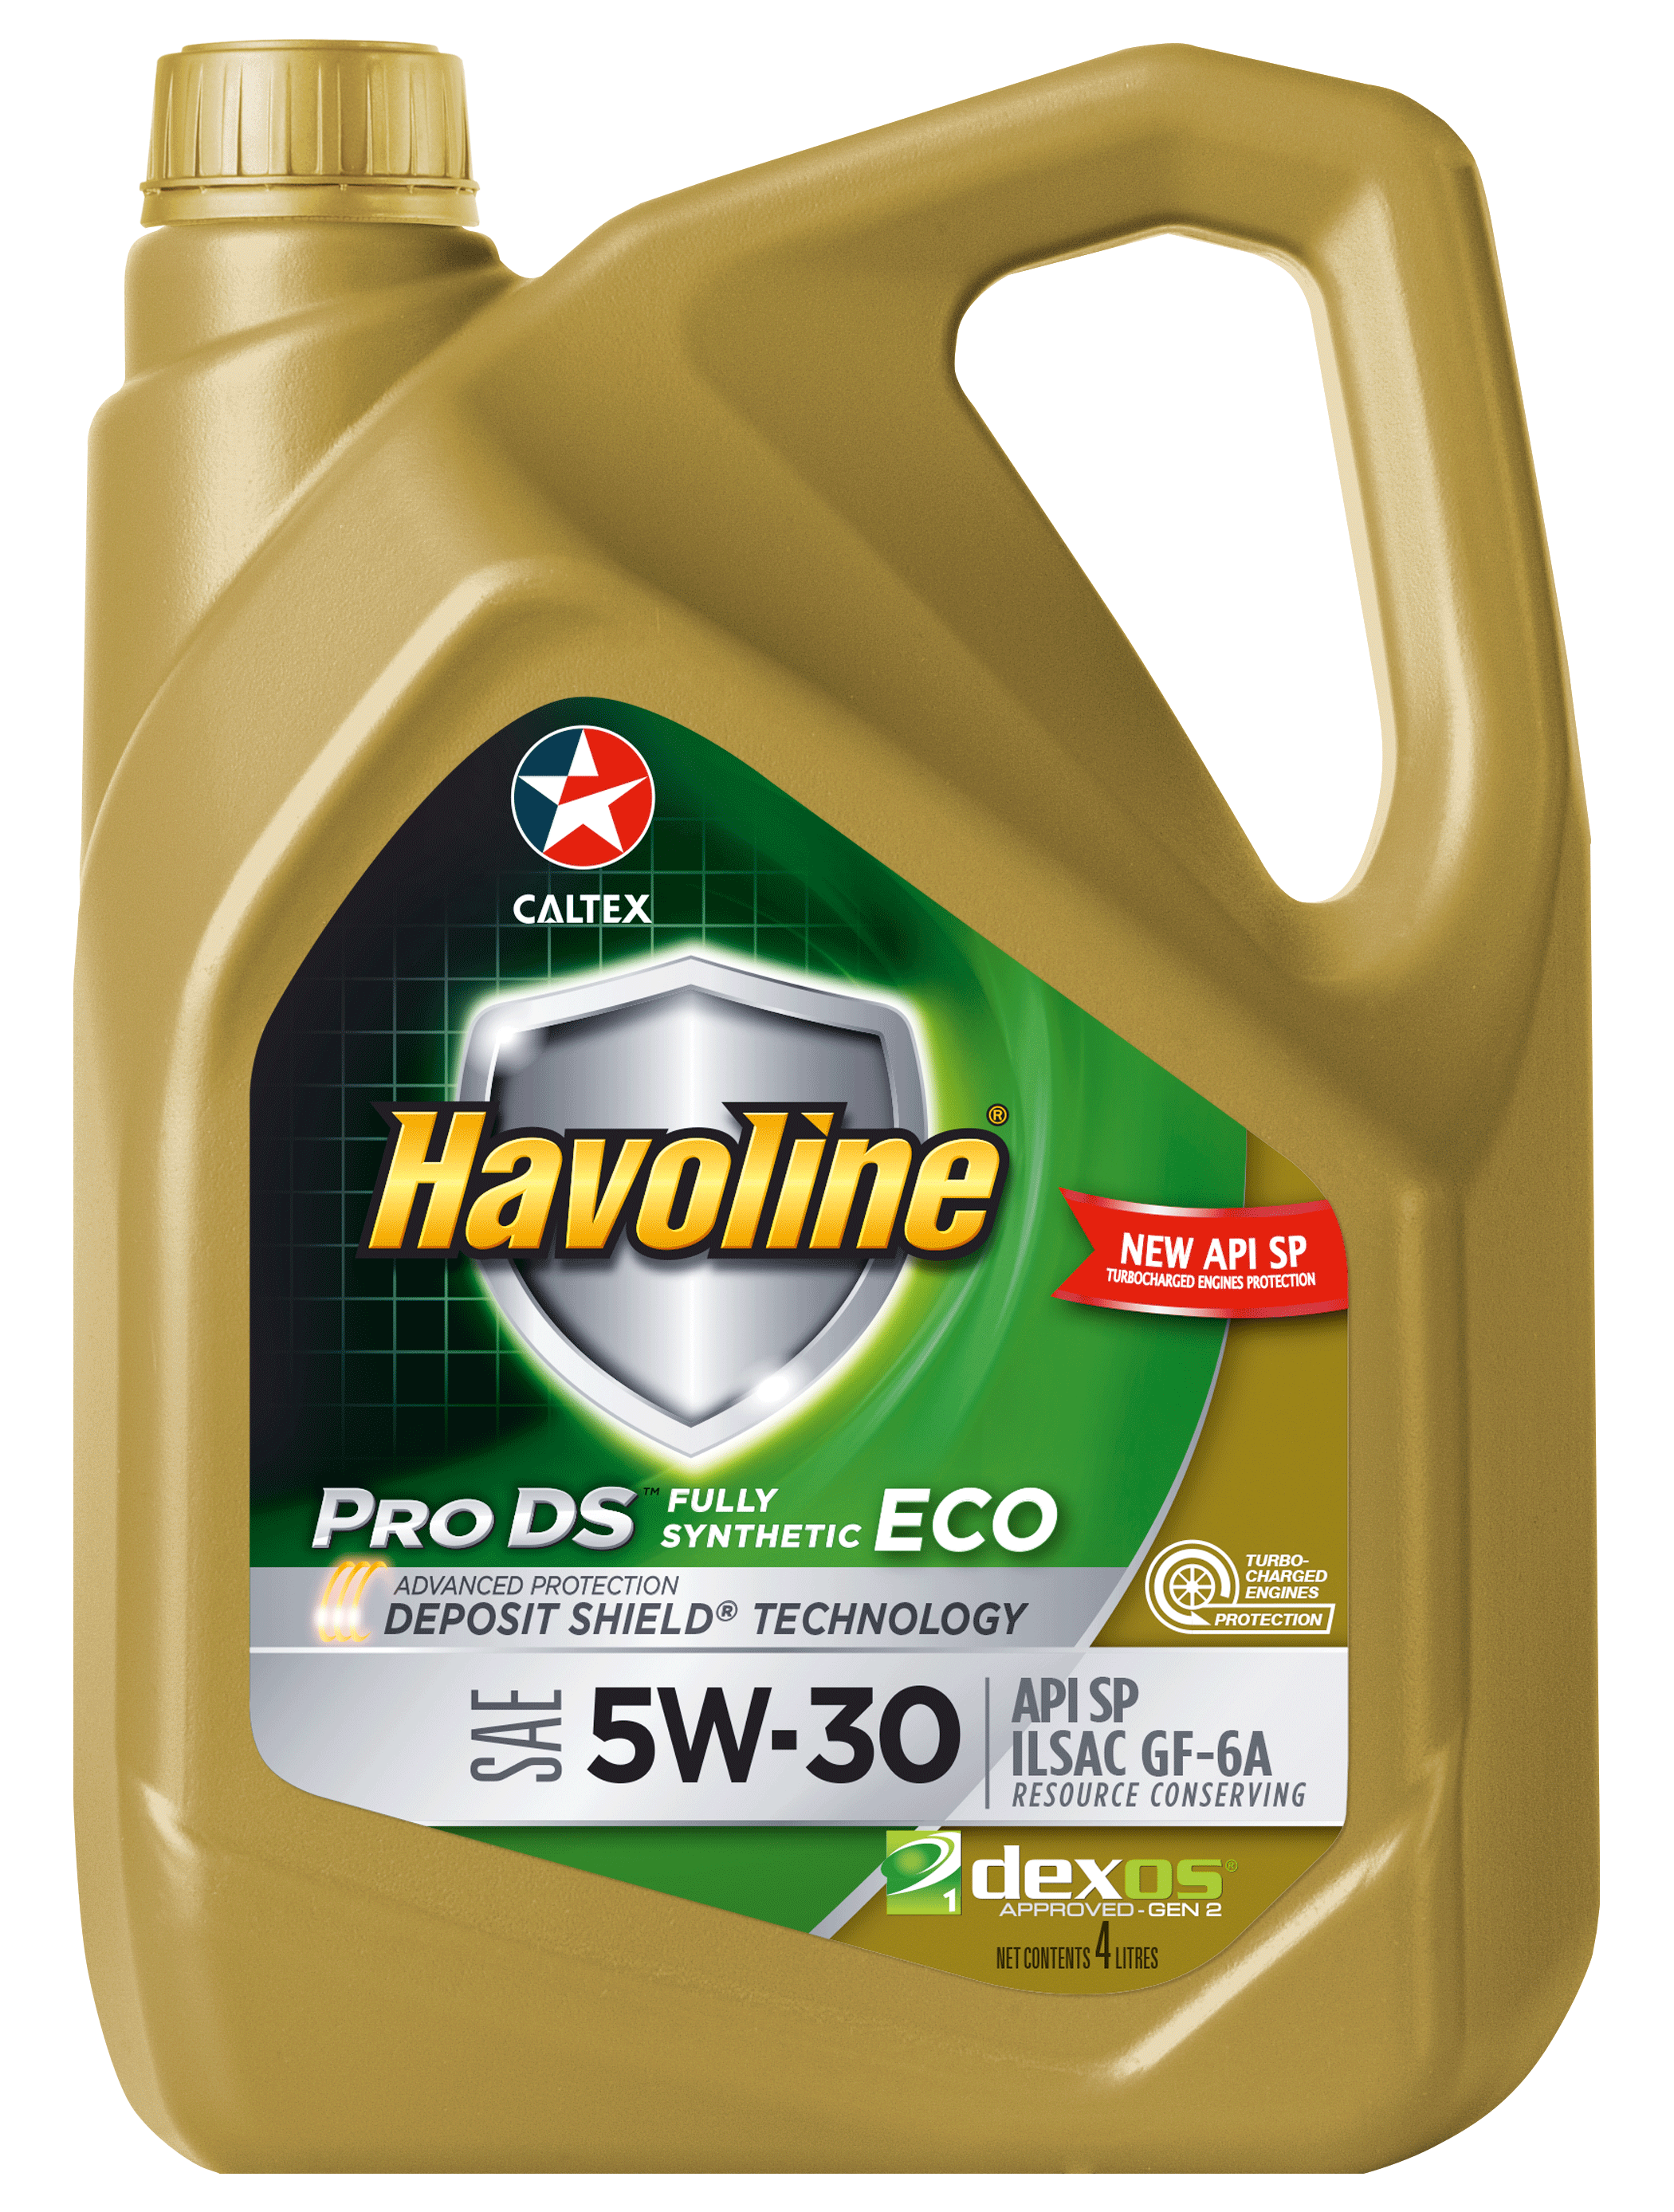 CALTEX
Havoline®
NEW API SP
TURBOCHARGED ENGINES PROTECTION
PRO DS™ FULLY SYNTHETIC ECO
ADVANCED PROTECTION
DEPOSIT SHIELD® TECHNOLOGY
TURBO-
CHARGED
ENGINES
PROTECTION
SAE 5W-30
API SP
ILSAC GF-6A
RESOURCE CONSERVING
1 dexos®
APPROVED-GEN 2
NET CONTENTS 4 LITRES